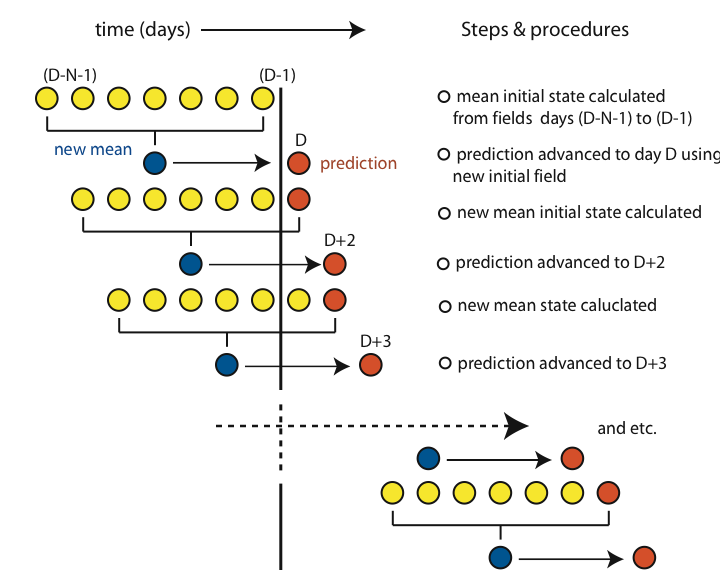 time (days)
Steps & procedures
(D-N-1)
(D-1)
mean initial state calculated
from fields days (D-N-1) to (D-1)
new mean
D
prediction
prediction advanced to day D using
new initial field
new mean initial state calculated
D+2
prediction advanced to D+2
new mean state caluclated
D+3
prediction advanced to D+3
and etc.